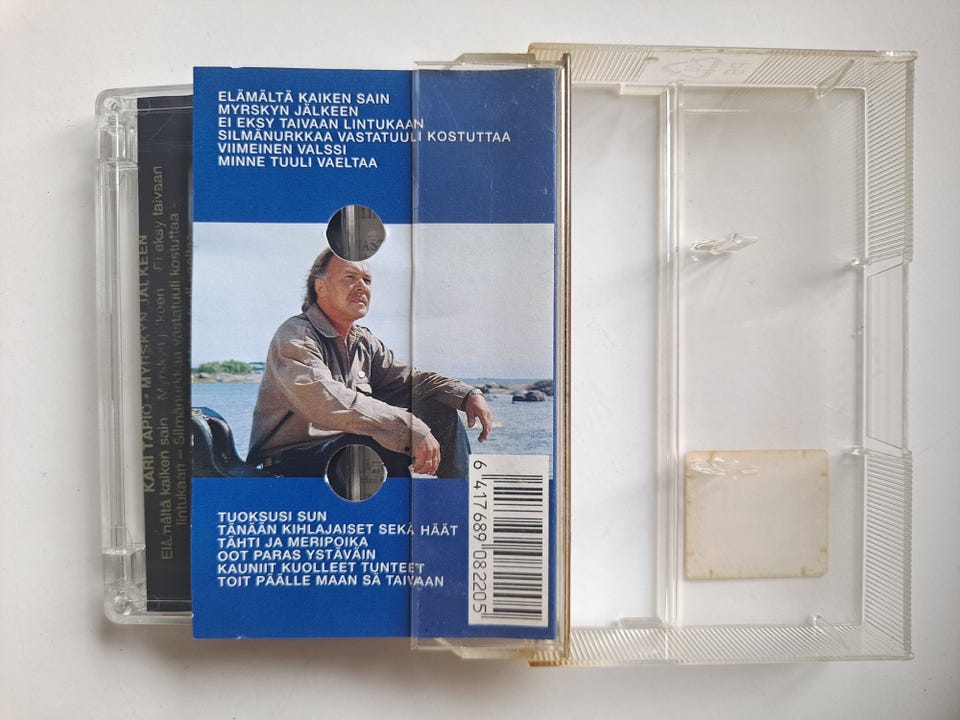 ELÄMÄLTÄ KAIKEN SAIN
MYRSKYN JÄLKEEN
EI EKSY TAIVAAN LINTUKAAN
SILMÄNURKKAA VASTATUULI KOSTUTTAA
VIIMEINEN VALSSI
MINNE TUULI VAELTAA
TUOKSUSI SUN
TÄNÄÄN KIHLAJAISET SEKÄ HÄÄT
TÄHTI JA MERIPOIKA
OOT PARAS YSTÄVÄIN
KAUNIIT KUOLLEET TUNTEET
TOIT PÄÄLLE MAAN SÄ TAIVAAN
6 417689 082205
KARI TAPIO • MYRSKYN JÄLKEEN
Elämältä kaiken sain Myrskyn jälkeen Ei eksy taivaan
lintukaan – Silmänurkkaa vastatuuli kostuttaa –